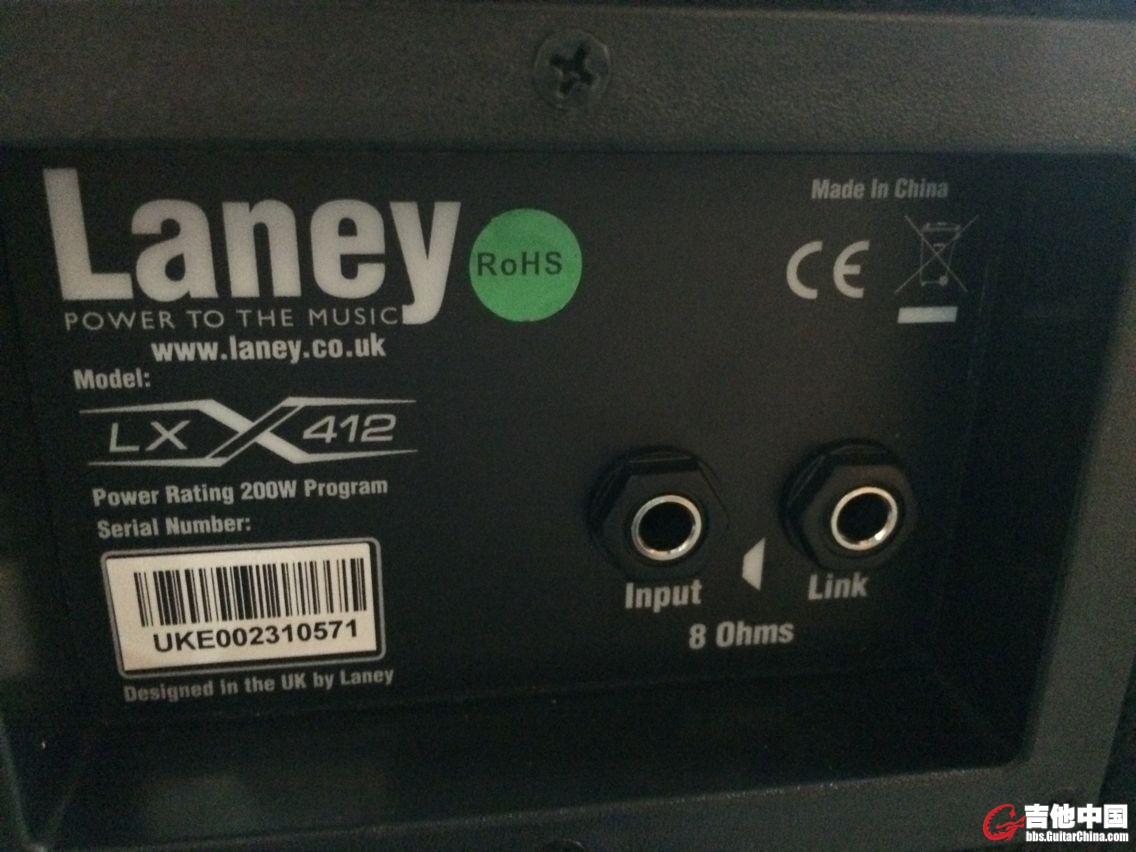 Laney
POWER TO THE MUSIC
www.laney.co.uk
RoHS
Made In China
CE
Model:
LX X 412
Power Rating 200W Program
Serial Number:
UKE002310571
Designed in the UK by Laney
Input
Link
8 Ohms
吉他中国
bbs.GuitarChina.com